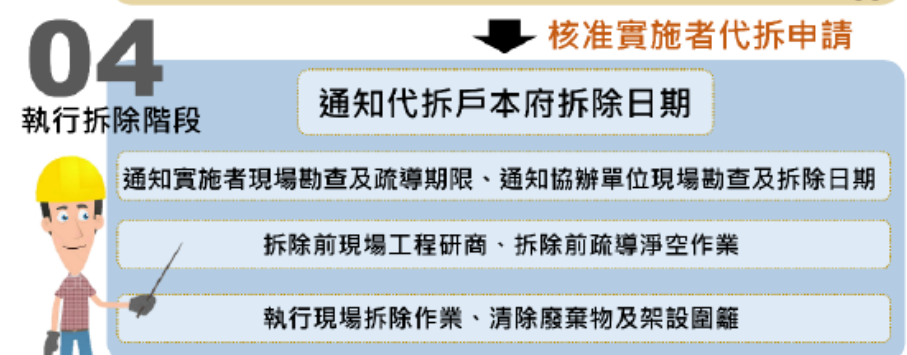 核准實施者代拆申請
04
執行拆除階段
通知代拆戶本府拆除日期
通知實施者現場勘查及疏導期限、通知協辦單位現場勘查及拆除日期
拆除前現場工程研商、拆除前疏導淨空作業
執行現場拆除作業、清除廢棄物及架設圍籬